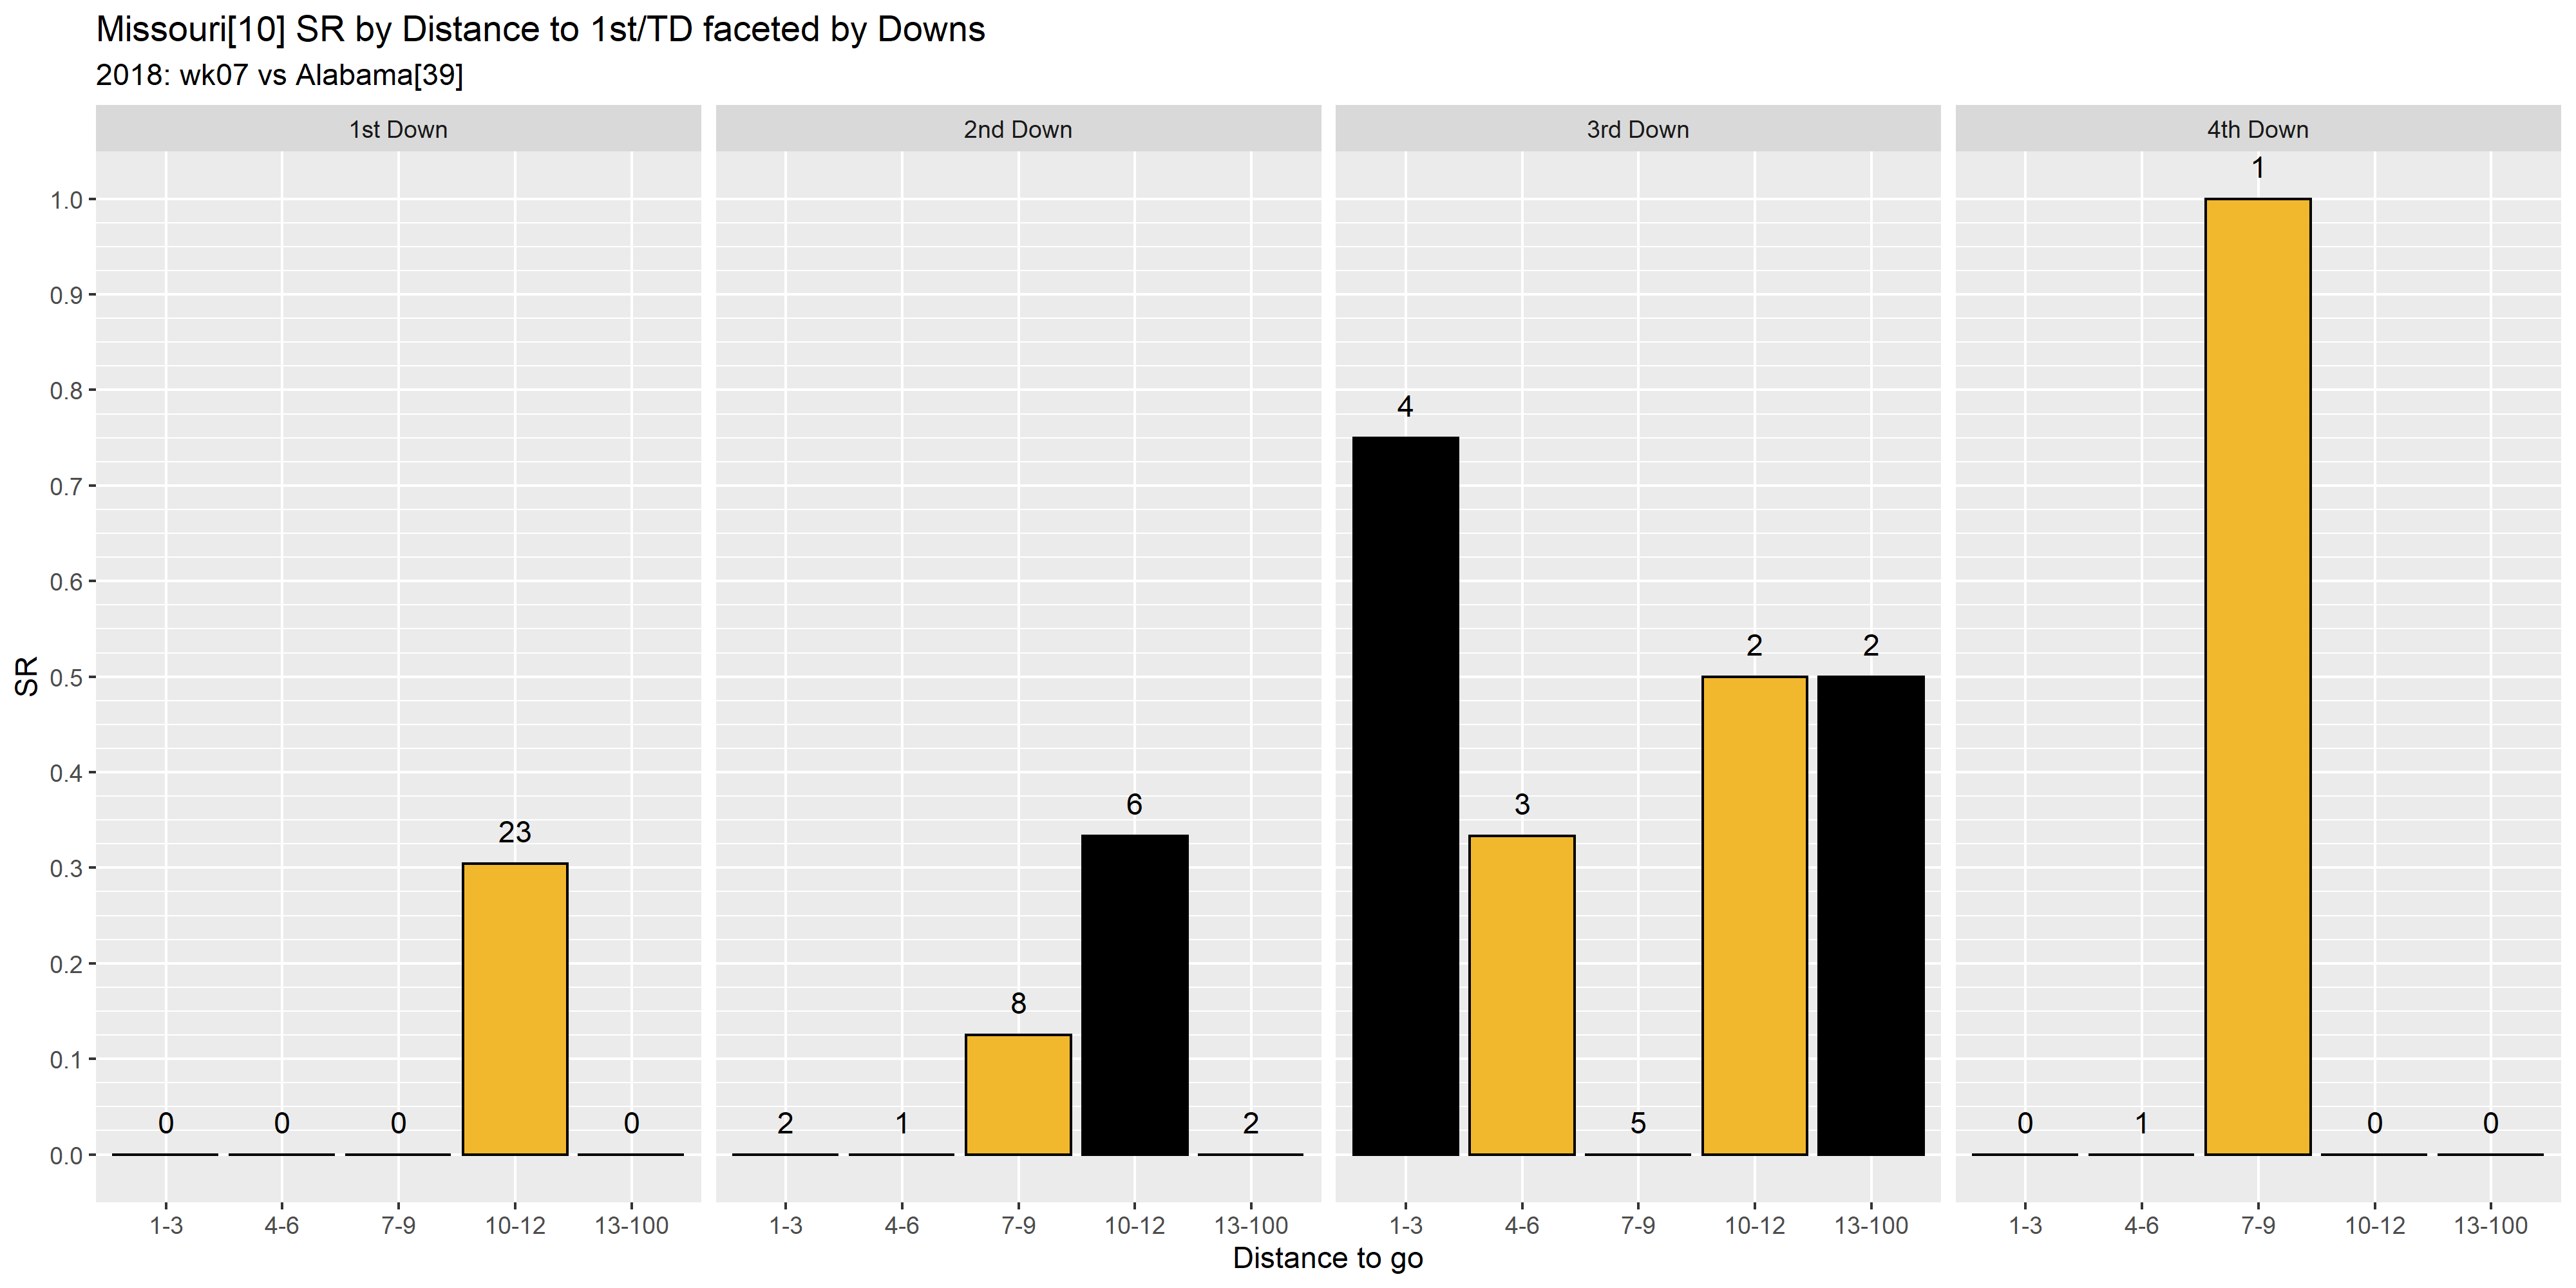 Missouri[10] SR by Distance to 1st/TD faceted by Downs
2018: wk07 vs Alabama[39]
1st Down
2nd Down
3rd Down
4th Down
SR
1.0
0.9
0.8
0.7
0.6
0.5
0.4
0.3
0.2
0.1
0.0
0 0 0 23 0
2 1 8 6 2
4 3 5 2 2
0 1 1 0 0
1-3 4-6 7-9 10-12 13-100
1-3 4-6 7-9 10-12 13-100
1-3 4-6 7-9 10-12 13-100
1-3 4-6 7-9 10-12 13-100
Distance to go